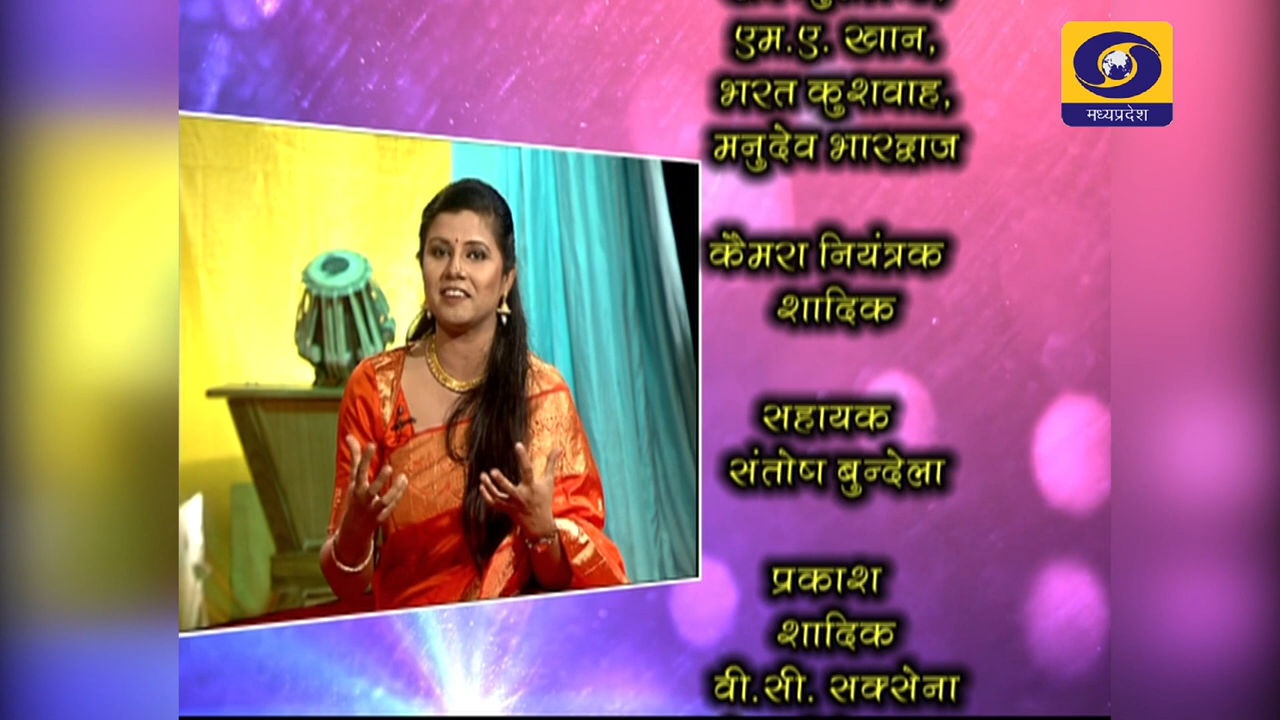 एम.ए. खान,
भरत कुशवाह,
मनुदेव भारद्वाज
कैमरा नियंत्रक
शादिक
सहायक
संतोष बुन्देला
प्रकाश
शादिक
वी.सी. सक्सेना
मध्यप्रदेश